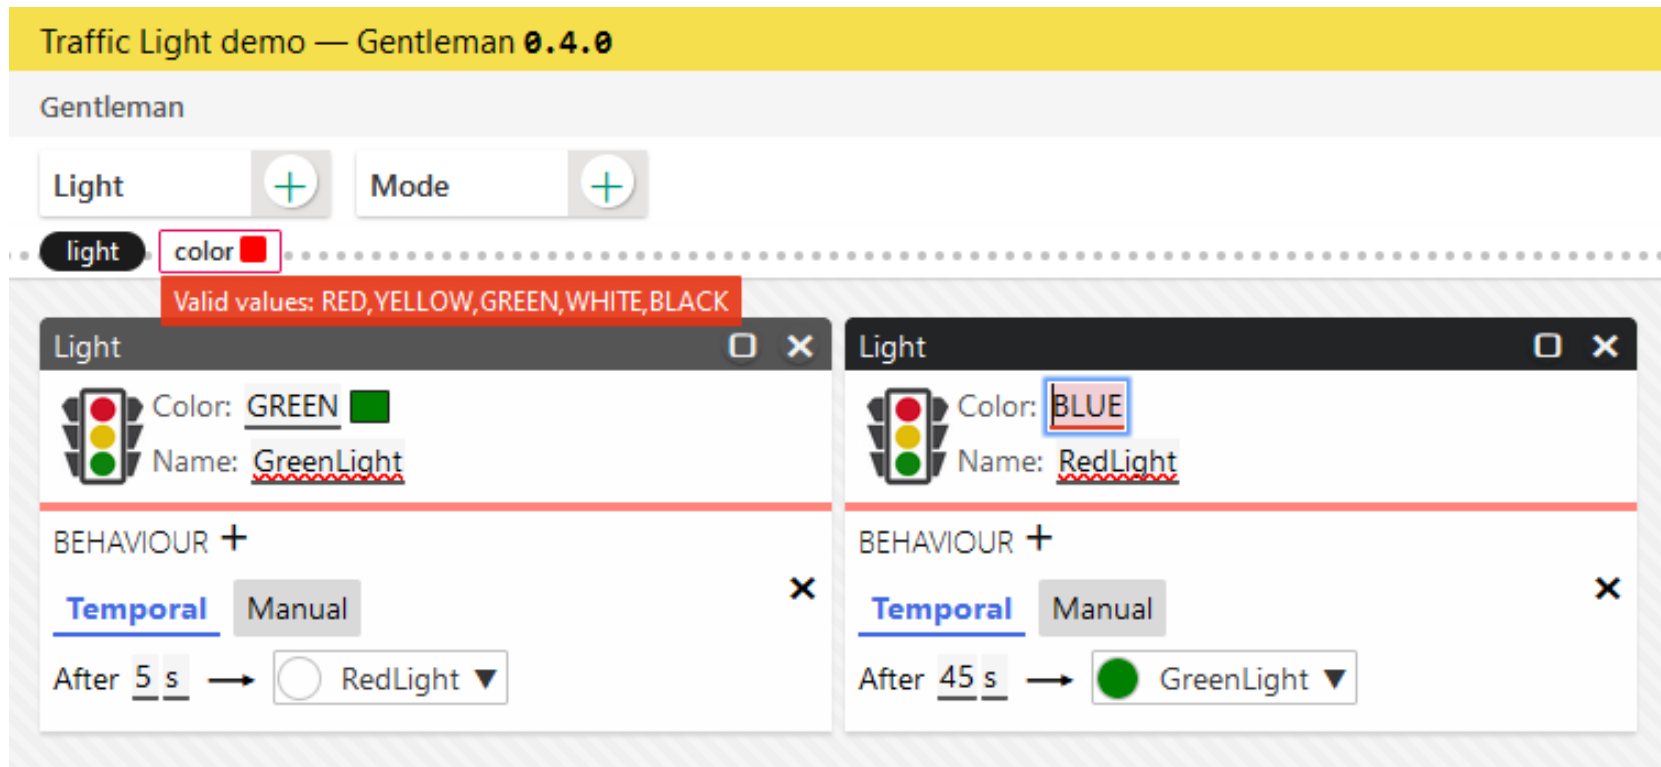 Traffic Light demo — Gentleman 0.4.0
Gentleman
Light + Mode +
light color
Valid values: RED,YELLOW,GREEN,WHITE,BLACK
Light
Color: GREEN
Name: GreenLight
BEHAVIOUR +
Temporal Manual
After 5 s → RedLight ▼
Light
Color: BLUE
Name: RedLight
BEHAVIOUR +
Temporal Manual
After 45 s → GreenLight ▼